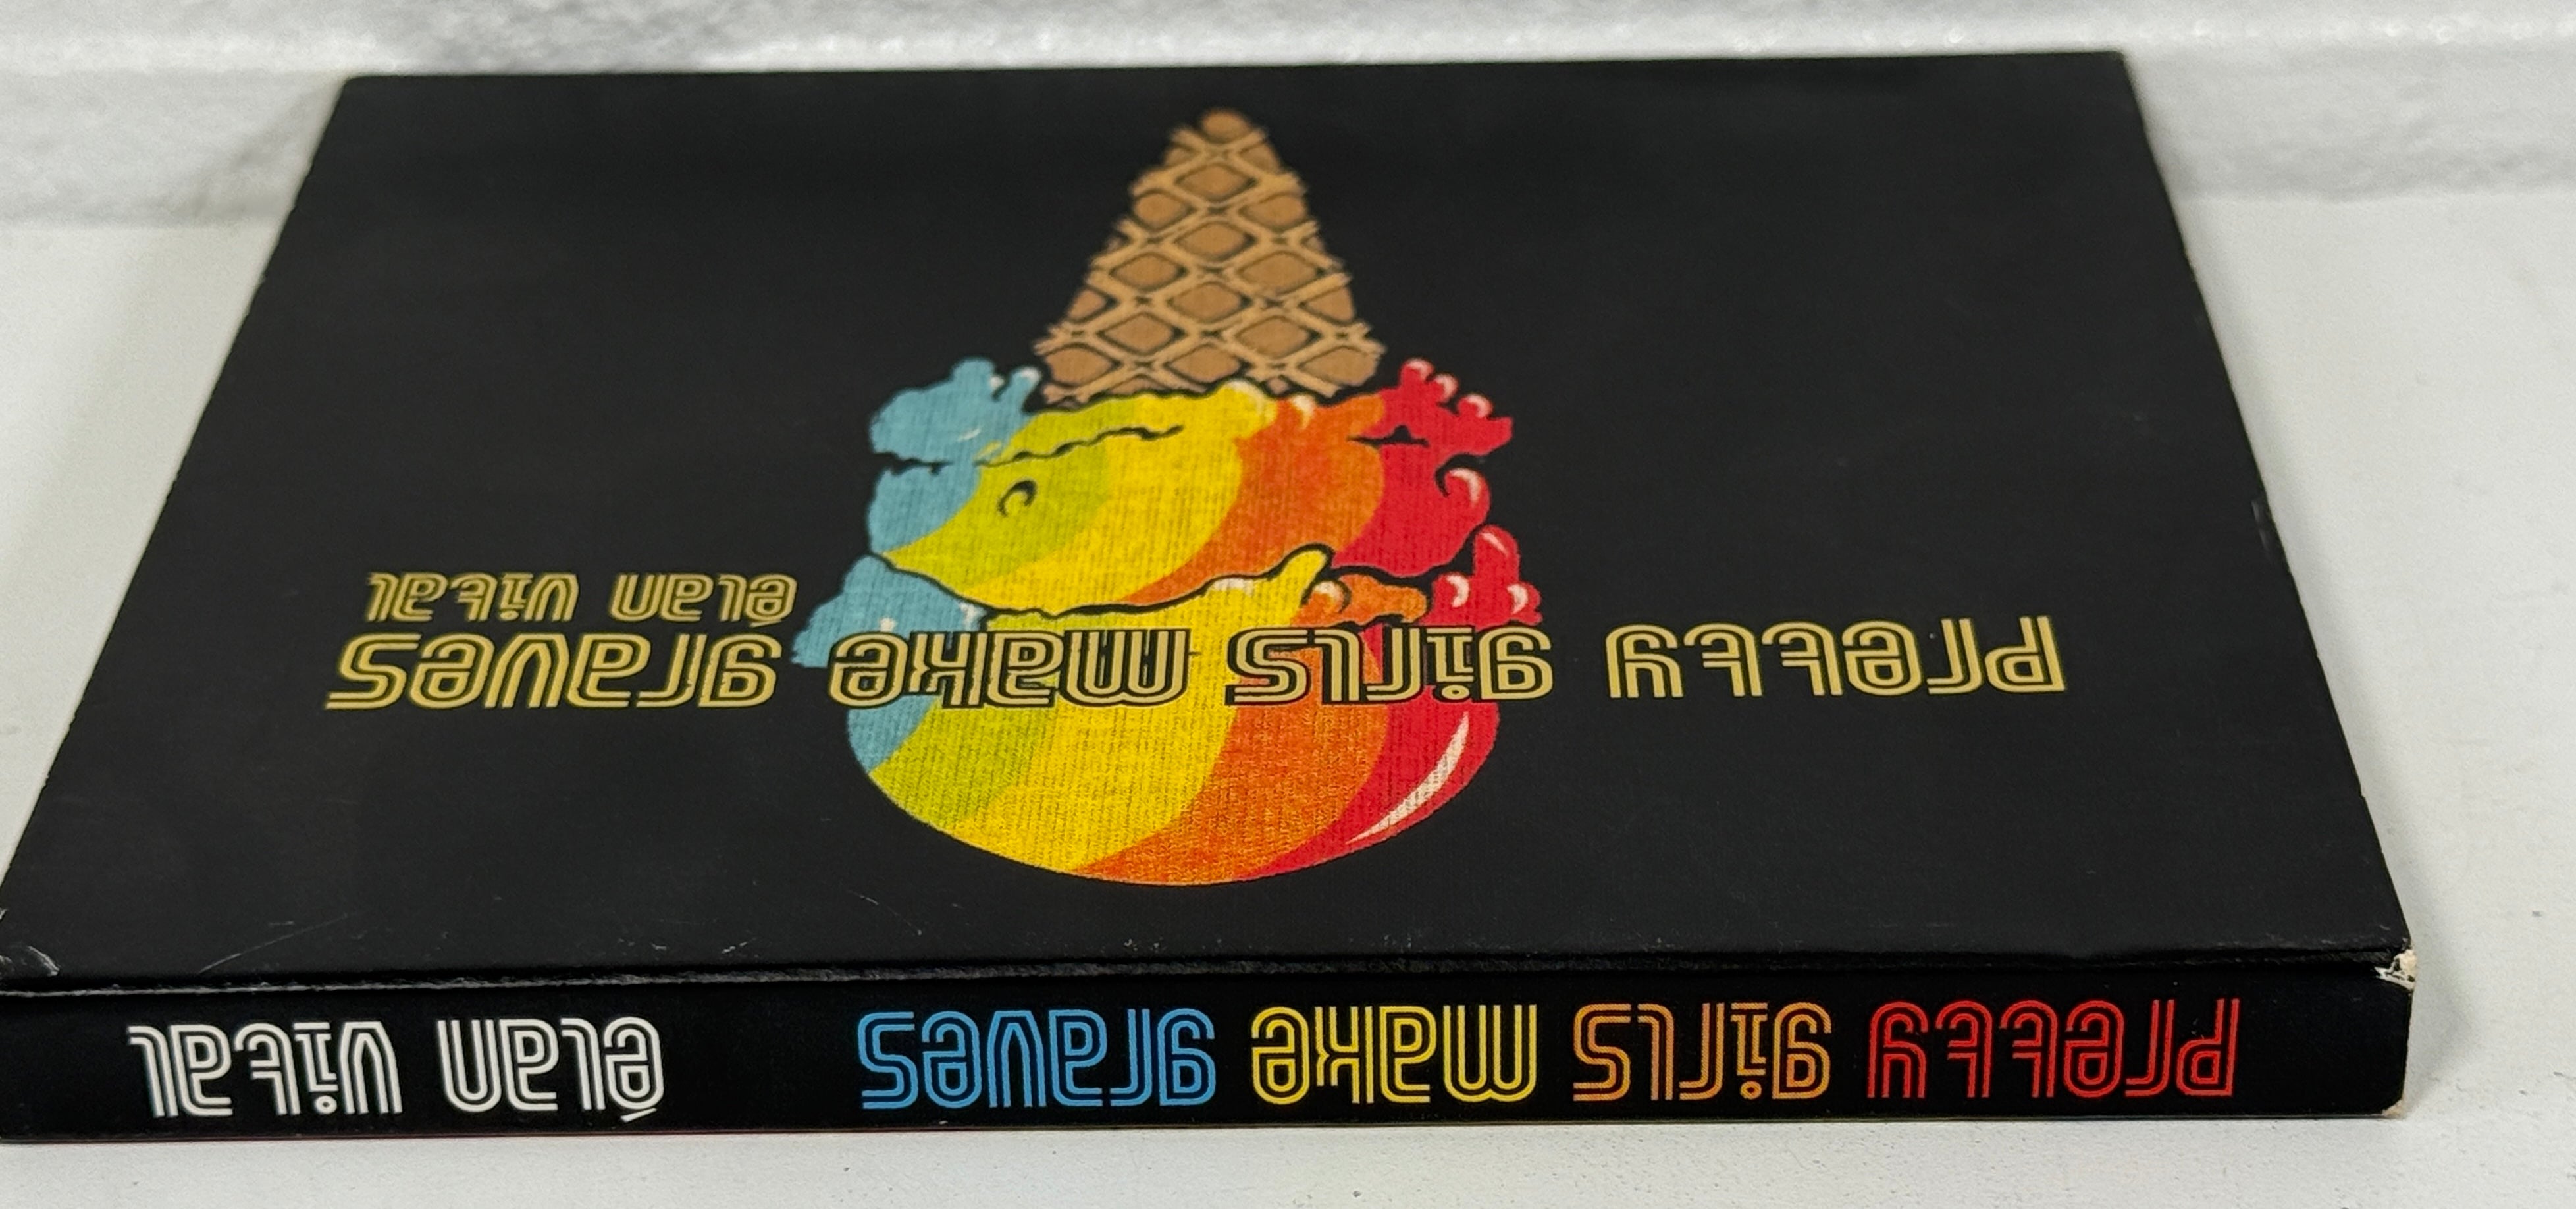 pretty girls make graves
élan vital
pretty girls make graves élan vital